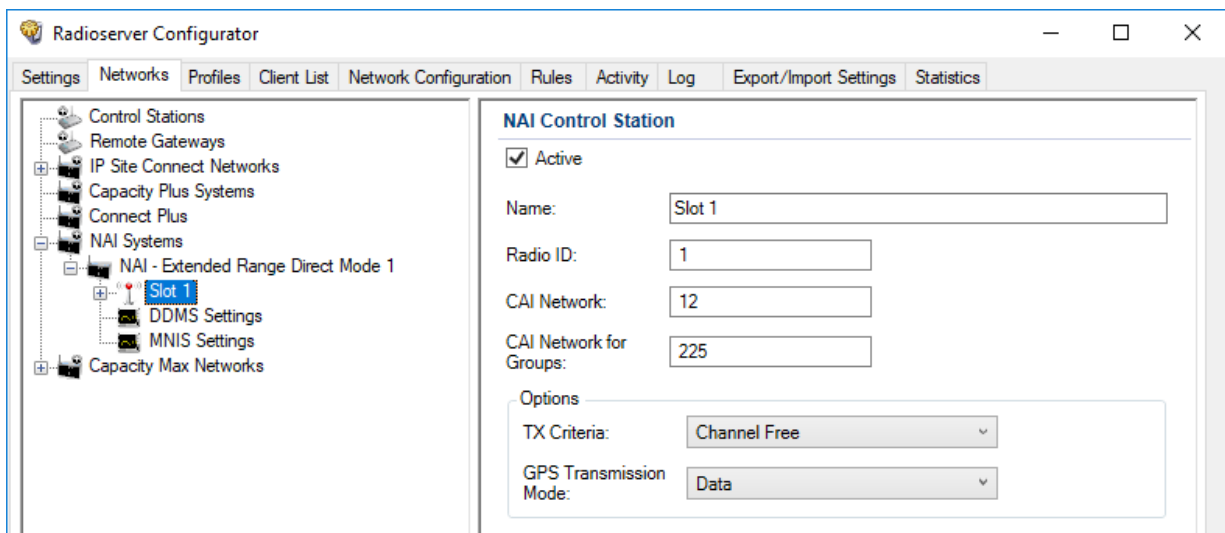 Radioserver Configurator
Settings Networks Profiles Client List Network Configuration Rules Activity Log Export/Import Settings Statistics
Control Stations
Remote Gateways
IP Site Connect Networks
Capacity Plus Systems
Connect Plus
NAI Systems
NAI - Extended Range Direct Mode 1
Slot 1
DDMS Settings
MNIS Settings
Capacity Max Networks
NAI Control Station
Active
Name: Slot 1
Radio ID: 1
CAI Network: 12
CAI Network for
Groups: 225
Options
TX Criteria: Channel Free
GPS Transmission
Mode: Data